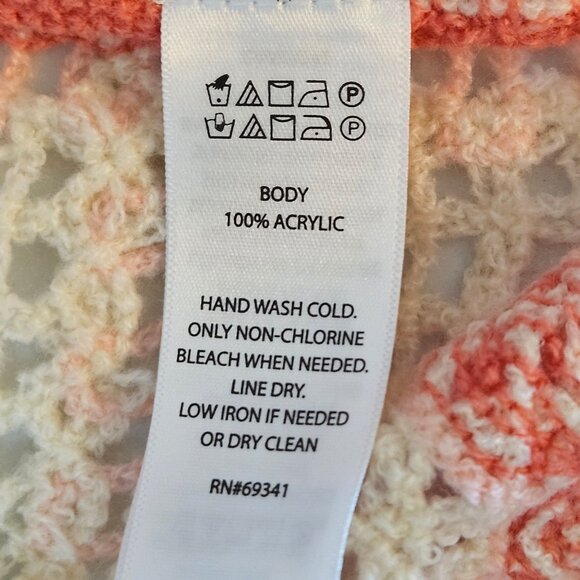 P
P
BODY
100% ACRYLIC
HAND WASH COLD.
ONLY NON-CHLORINE
BLEACH WHEN NEEDED.
LINE DRY.
LOW IRON IF NEEDED
OR DRY CLEAN
RN#69341